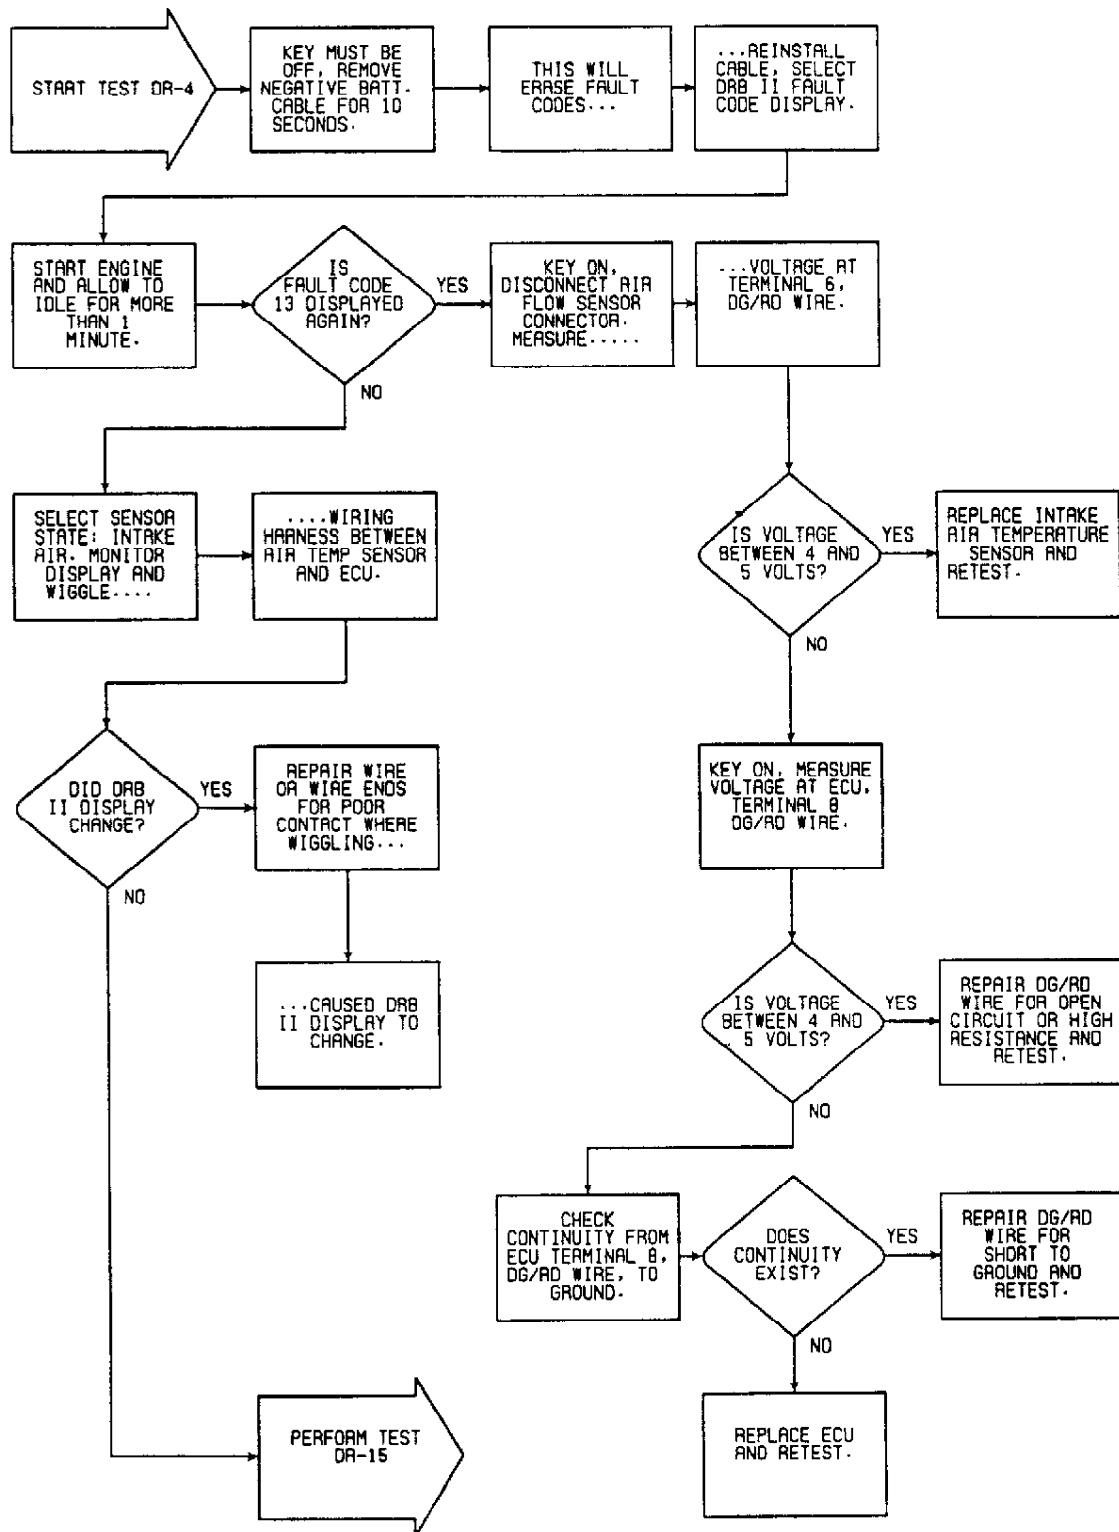 START TEST DR-4
KEY MUST BE
OFF, REMOVE
NEGATIVE BATT.
CABLE FOR 10
SECONDS.
THIS WILL
ERASE FAULT
CODES...
...REINSTALL
CABLE, SELECT
DRB II FAULT
CODE DISPLAY.
START ENGINE
AND ALLOW TO
IDLE FOR MORE
THAN 1
MINUTE.
IS
FAULT CODE
13 DISPLAYED
AGAIN?
YES
NO
KEY ON,
DISCONNECT AIR
FLOW SENSOR
CONNECTOR.
MEASURE.....
...VOLTAGE AT
TERMINAL 6,
DG/RD WIRE.
SELECT SENSOR
STATE: INTAKE
AIR. MONITOR
DISPLAY AND
WIGGLE....
....WIRING
HARNESS BETWEEN
AIR TEMP SENSOR
AND ECU.
IS VOLTAGE
BETWEEN 4 AND
5 VOLTS?
YES
NO
REPLACE INTAKE
AIR TEMPERATURE
SENSOR AND
RETEST.
DID DRB
II DISPLAY
CHANGE?
YES
NO
REPAIR WIRE
OR WIRE ENDS
FOR POOR
CONTACT WHERE
WIGGLING...
KEY ON, MEASURE
VOLTAGE AT ECU,
TERMINAL 8
DG/RD WIRE.
...CAUSED DRB
II DISPLAY TO
CHANGE.
IS VOLTAGE
BETWEEN 4 AND
5 VOLTS?
YES
NO
REPAIR DG/RD
WIRE FOR OPEN
CIRCUIT OR HIGH
RESISTANCE AND
RETEST.
CHECK
CONTINUITY FROM
ECU TERMINAL 8,
DG/RD WIRE, TO
GROUND.
DOES
CONTINUITY
EXIST?
YES
NO
REPAIR DG/RD
WIRE FOR
SHORT TO
GROUND AND
RETEST.
PERFORM TEST
DR-15
REPLACE ECU
AND RETEST.